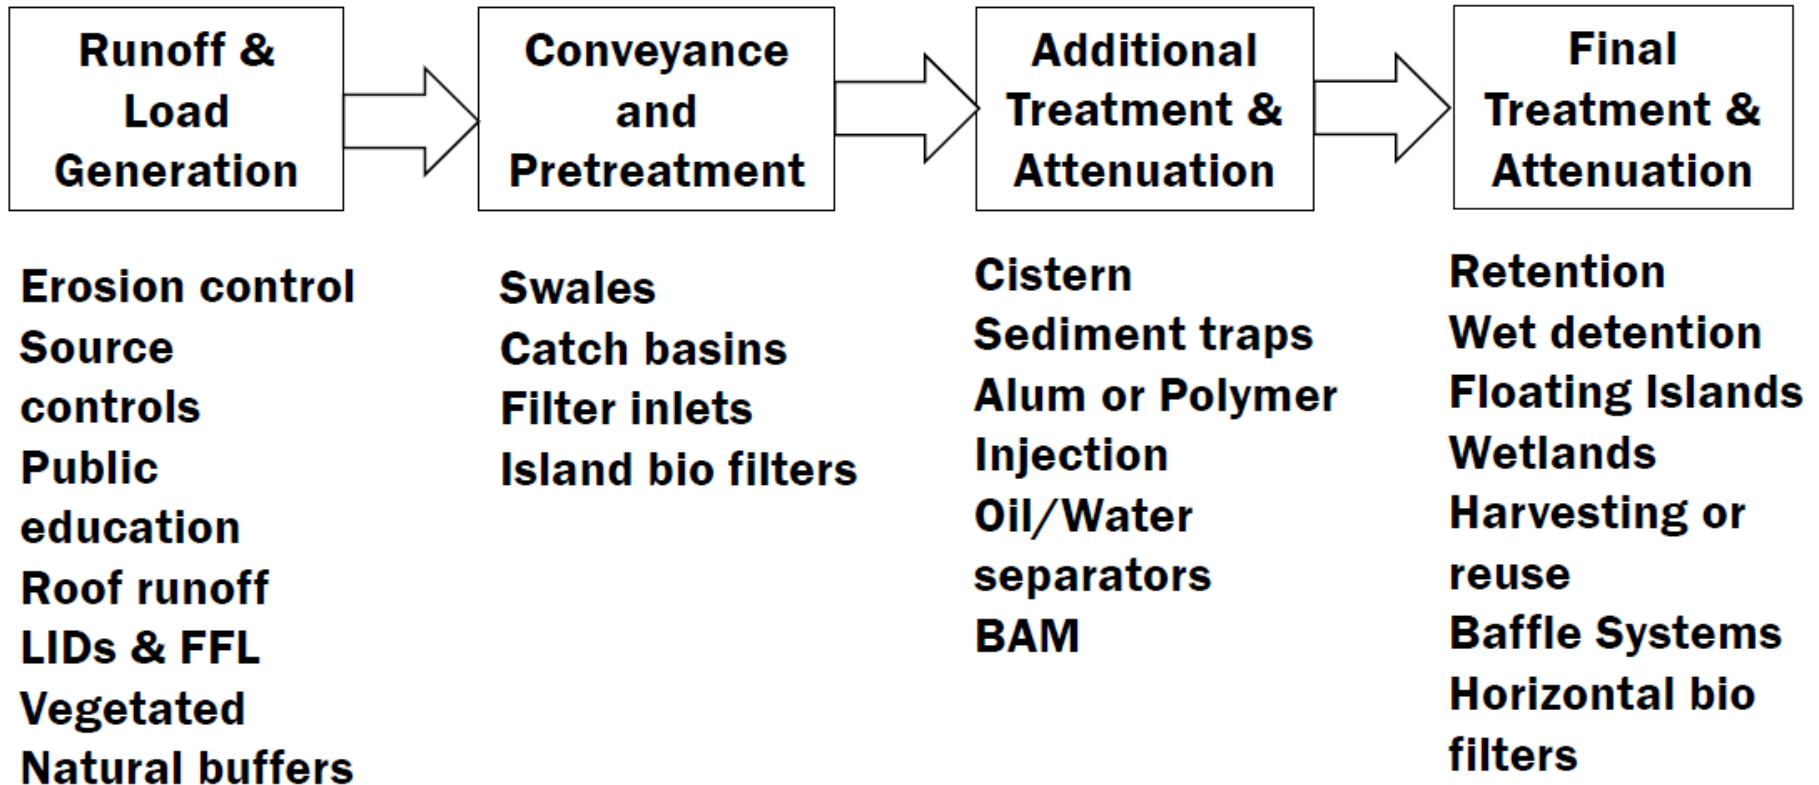 Runoff &
Load
Generation
Conveyance
and
Pretreatment
Additional
Treatment &
Attenuation
Final
Treatment &
Attenuation
Erosion control
Source
controls
Public
education
Roof runoff
LIDs & FFL
Vegetated
Natural buffers
Swales
Catch basins
Filter inlets
Island bio filters
Cistern
Sediment traps
Alum or Polymer
Injection
Oil/Water
separators
BAM
Retention
Wet detention
Floating Islands
Wetlands
Harvesting or
reuse
Baffle Systems
Horizontal bio
filters